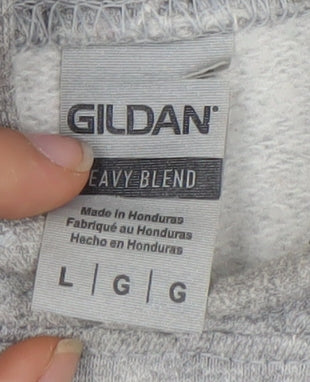 GILDAN®
EAVY BLEND
Made in Honduras
Fabriqué au Honduras
Hecho en Honduras
L | G | G